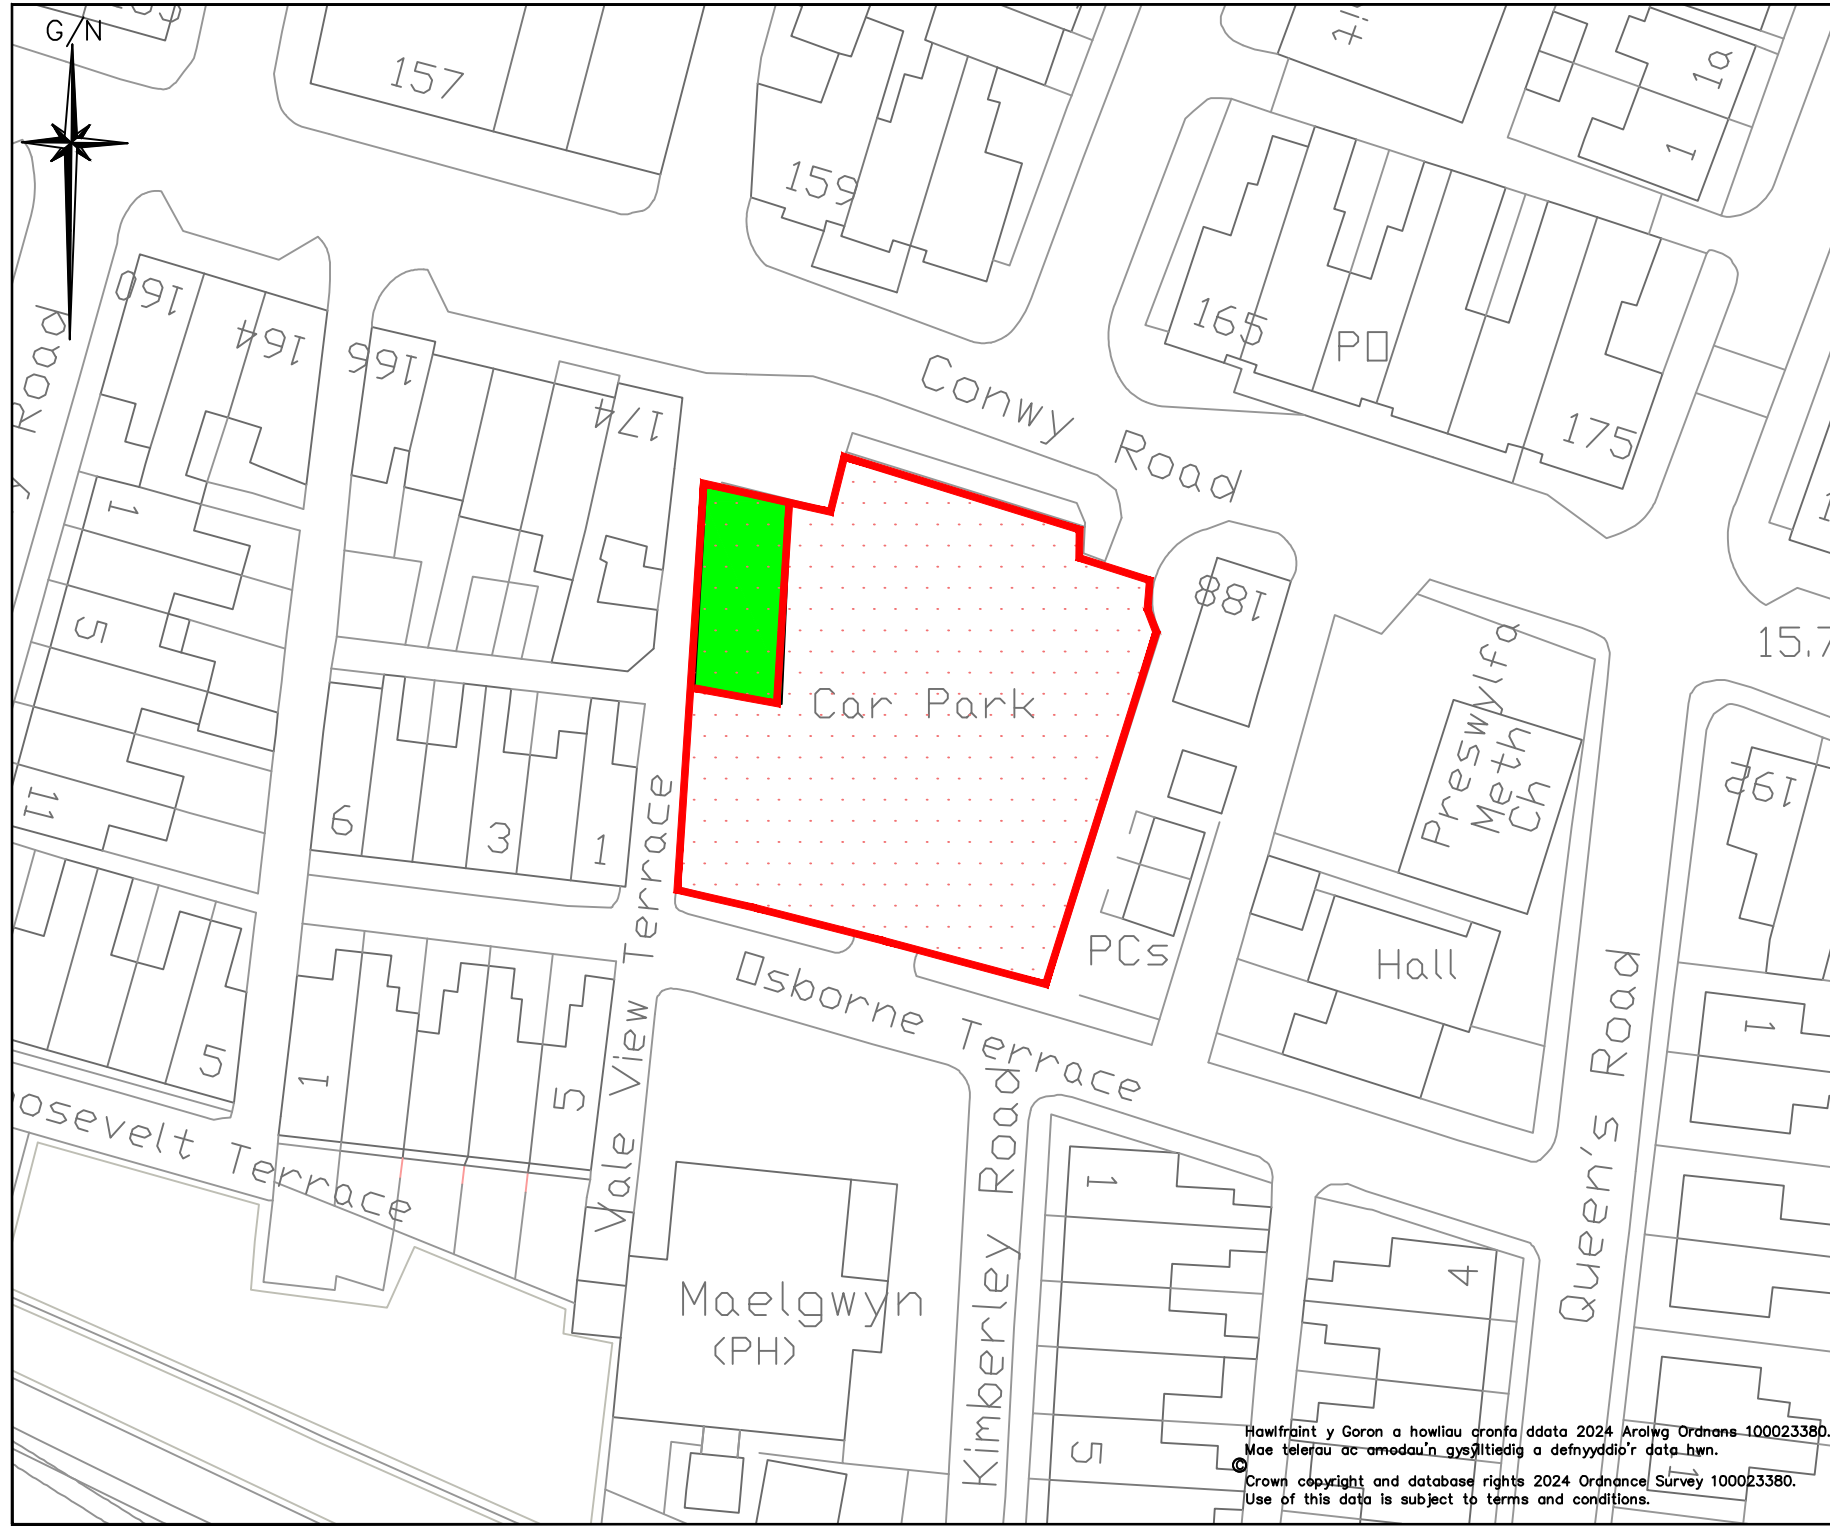 G/N
157
159
1a
1
160
164
166
174
Road
Conwy Road
165
PO
175
1
5
11
188
15.7
Car Park
Preswylfa
Meth
Ch
192
6
3
1
PCs
Hall
Vale View Terrace
Osborne Terrace
5
1
5
osevelt Terrace
Queen's Road
1
Kimberley Road
1
4
Maelgwyn
(PH)
5
11
Hawlfraint y Goron a howliau cronfa ddata 2024 Arolwg Ordnans 100023380.
Mae telerau ac amodau'n gysylltiedig a defnyyddio'r data hwn.
©
Crown copyright and database rights 2024 Ordnance Survey 100023380.
Use of this data is subject to terms and conditions.